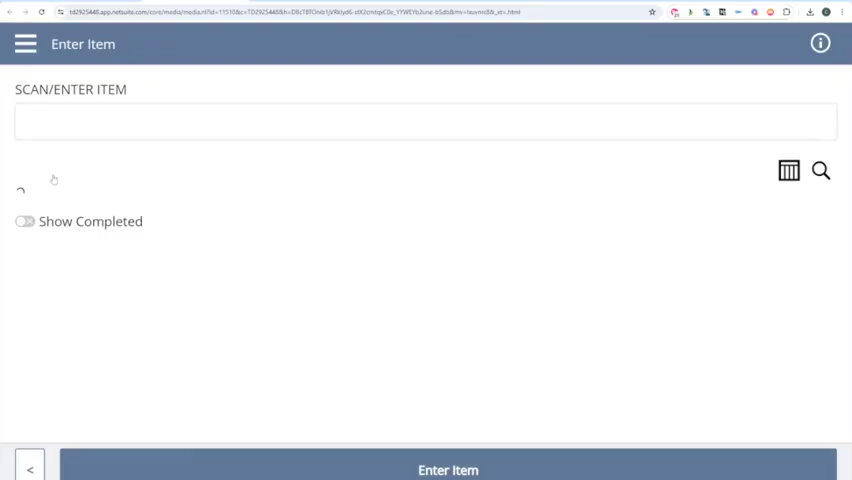 Enter Item
SCAN/ENTER ITEM
Show Completed
<
Enter Item